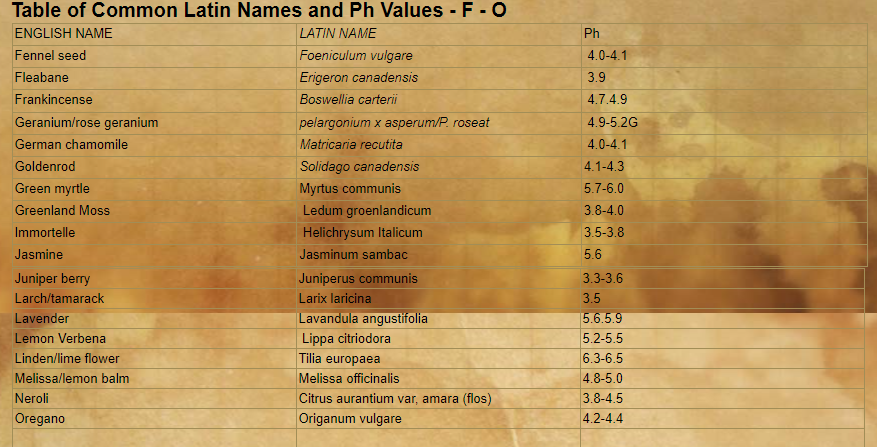 Table of Common Latin Names and Ph Values - F - O
ENGLISH NAME LATIN NAME Ph
Fennel seed Foeniculum vulgare 4.0-4.1
Fleabane Erigeron canadensis 3.9
Frankincense Boswellia carterii 4.7.4.9
Geranium/rose geranium pelargonium x asperum/P. roseat 4.9-5.2G
German chamomile Matricaria recutita 4.0-4.1
Goldenrod Solidago canadensis 4.1-4.3
Green myrtle Myrtus communis 5.7-6.0
Greenland Moss Ledum groenlandicum 3.8-4.0
Immortelle Helichrysum Italicum 3.5-3.8
Jasmine Jasminum sambac 5.6
Juniper berry Juniperus communis 3.3-3.6
Larch/tamarack Larix laricina 3.5
Lavender Lavandula angustifolia 5.6.5.9
Lemon Verbena Lippa citriodora 5.2-5.5
Linden/lime flower Tilia europaea 6.3-6.5
Melissa/lemon balm Melissa officinalis 4.8-5.0
Neroli Citrus aurantium var, amara (flos) 3.8-4.5
Oregano Origanum vulgare 4.2-4.4